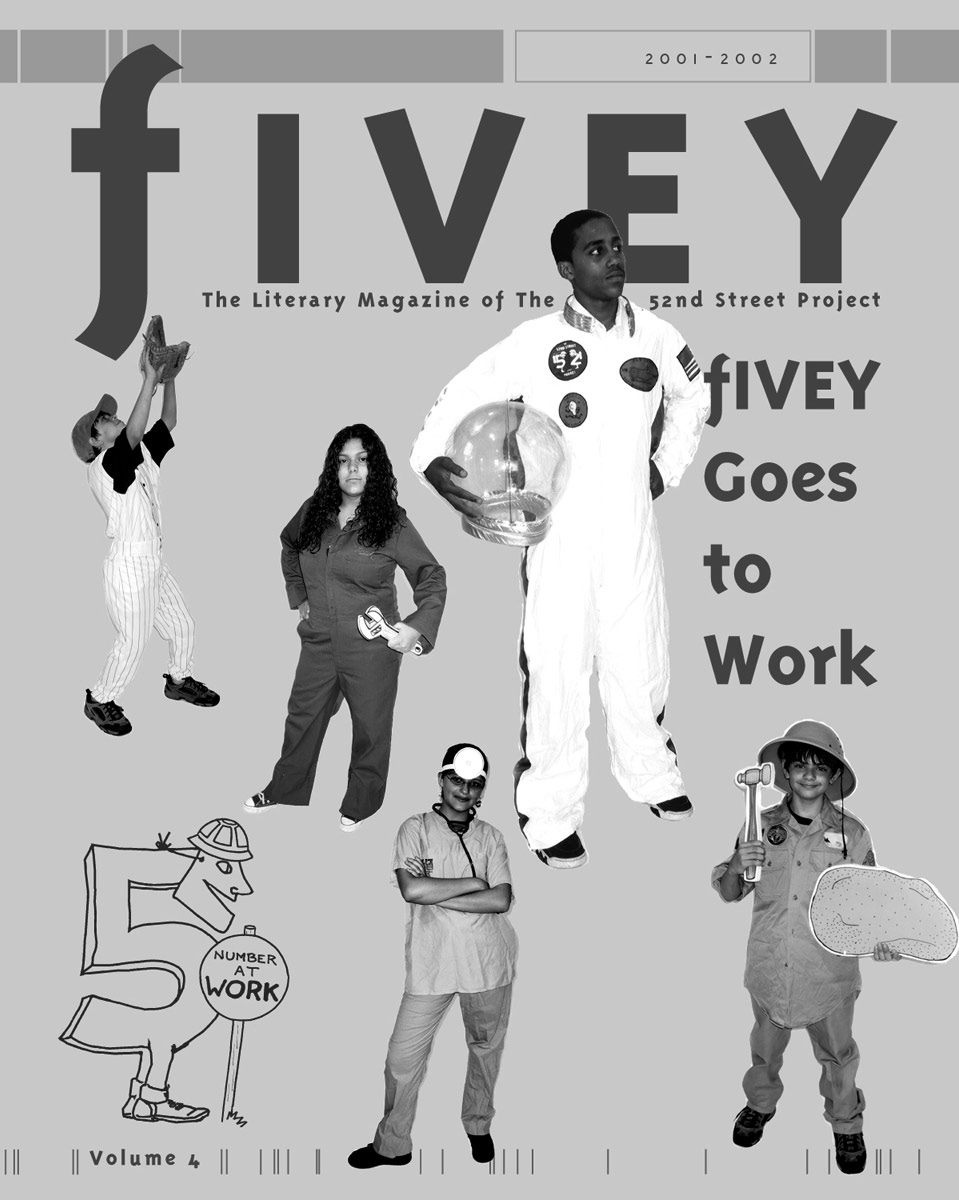 2001-2002
fIVEY
The Literary Magazine of The 52nd Street Project
fIVEY
Goes
to
Work
52
NUMBER
AT
WORK
Volume 4